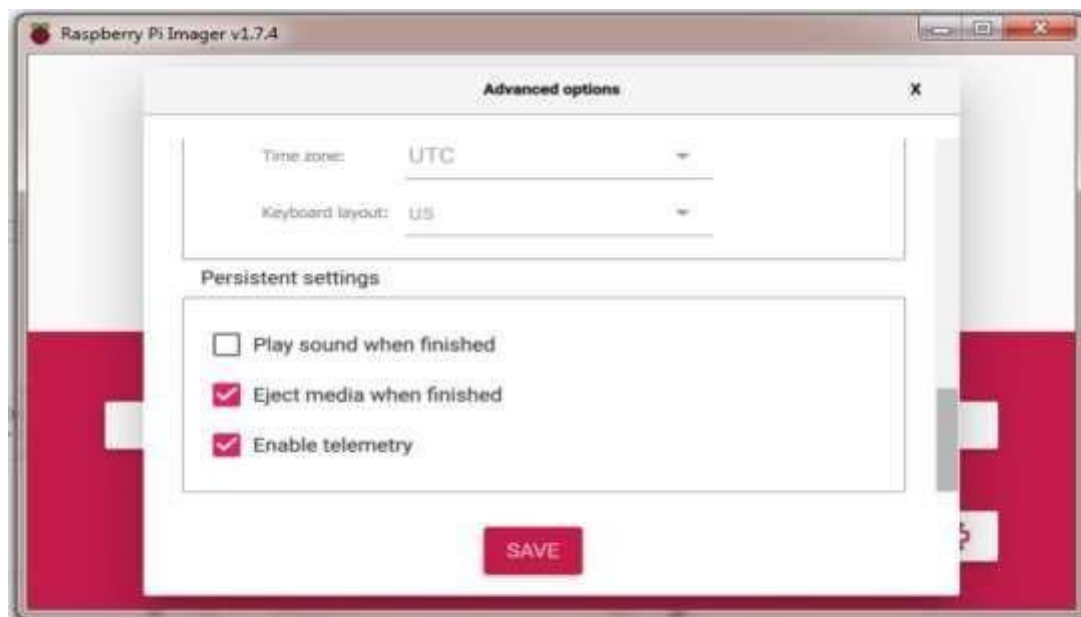 Raspberry Pi Imager v1.7.4
Advanced options X
Time zone: UTC
Keyboard layout: US
Persistent settings
Play sound when finished
Eject media when finished
Enable telemetry
SAVE